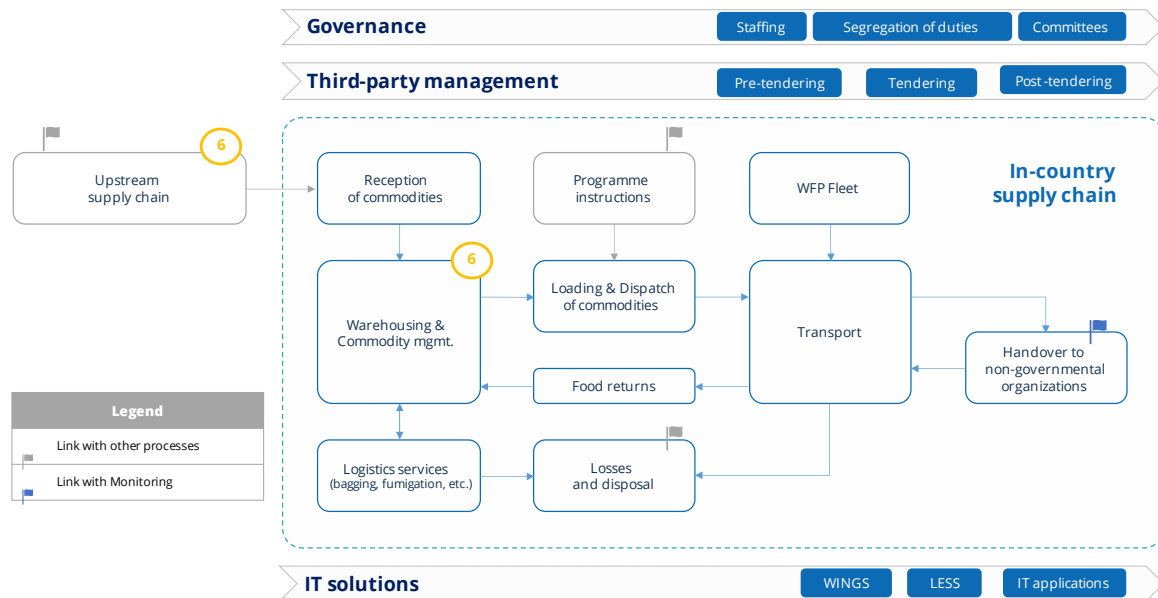 Governance
Staffing
Segregation of duties
Committees
Third-party management
Pre-tendering
Tendering
Post-tendering
6
Upstream
supply chain
Reception
of commodities
Programme
instructions
WFP Fleet
In-country
supply chain
6
Warehousing &
Commodity mgmt.
Loading & Dispatch
of commodities
Transport
Handover to
non-governmental
organizations
Food returns
Legend
Link with other processes
Link with Monitoring
Logistics services
(bagging, fumigation, etc.)
Losses
and disposal
IT solutions
WINGS
LESS
IT applications